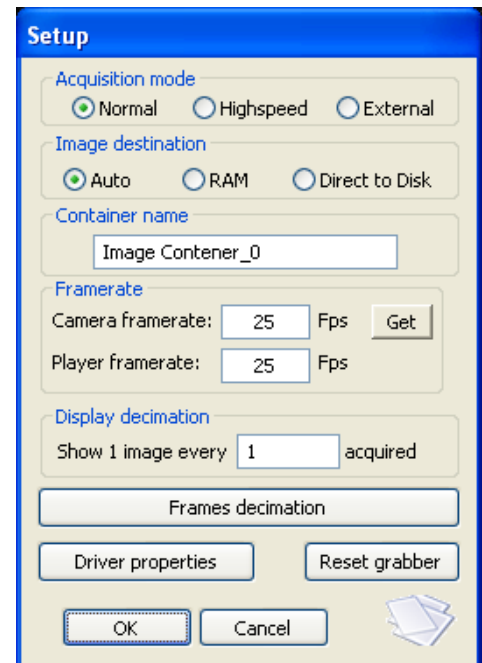 Setup
Acquisition mode
Normal Highspeed External
Image destination
Auto RAM Direct to Disk
Container name
Image Contener_0
Framerate
Camera framerate: 25 Fps Get
Player framerate: 25 Fps
Display decimation
Show 1 image every 1 acquired
Frames decimation
Driver properties Reset grabber
OK Cancel